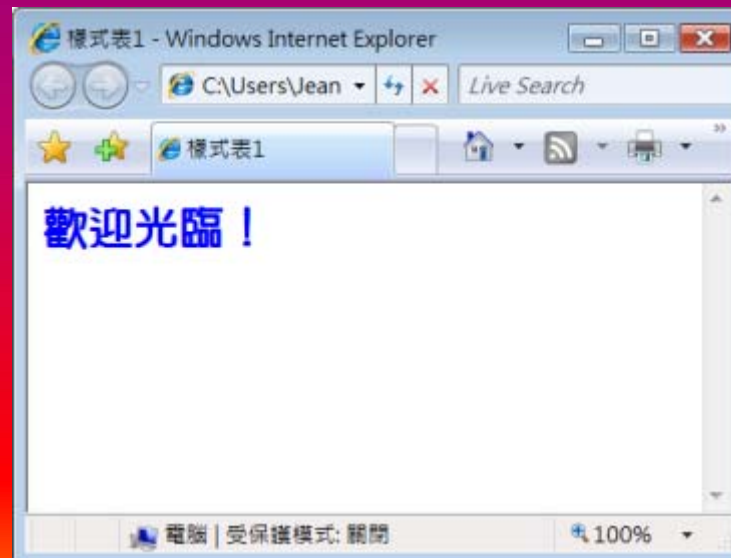 樣式表1 - Windows Internet Explorer
C:\Users\Jean
Live Search
樣式表1
歡迎光臨！
電腦 | 受保護模式: 關閉
100%